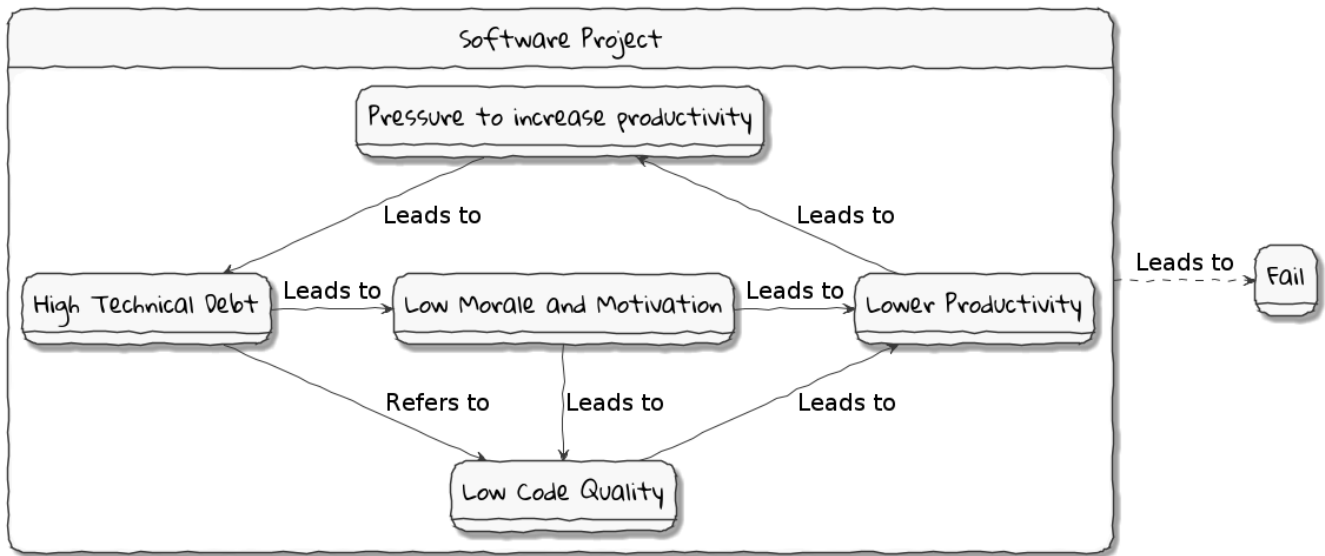 Software Project
Pressure to increase productivity
Leads to
Leads to
Leads to
Fail
High Technical Debt
Leads to
Low Morale and Motivation
Leads to
Lower Productivity
Refers to
Leads to
Leads to
Low Code Quality